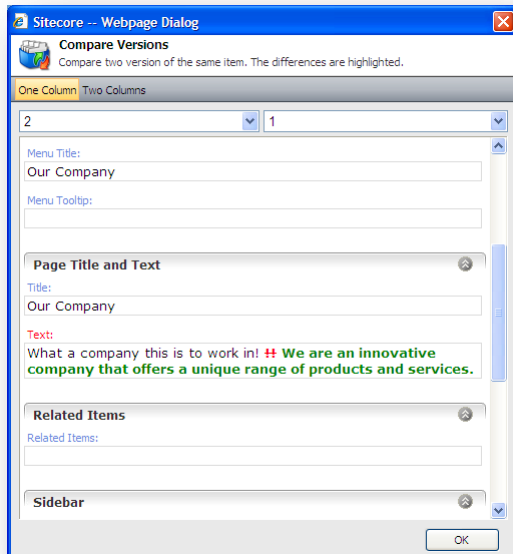 Sitecore -- Webpage Dialog
Compare Versions
Compare two version of the same item. The differences are highlighted.
One Column Two Columns
2 1
Menu Title:
Our Company
Menu Tooltip:
Page Title and Text
Title:
Our Company
Text:
What a company this is to work in! !! We are an innovative
company that offers a unique range of products and services.
Related Items
Related Items:
Sidebar
OK